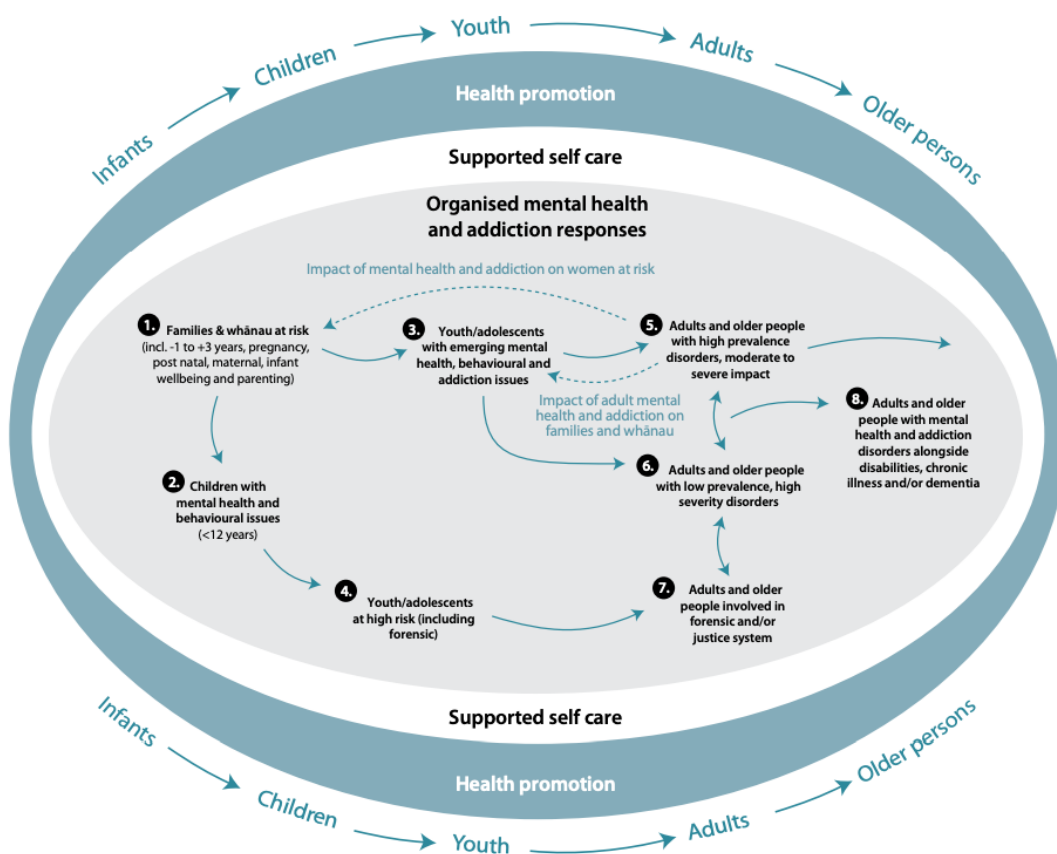 Infants
Children
Youth
Adults
Older persons
Health promotion
Supported self care
Organised mental health
and addiction responses
Impact of mental health and addiction on women at risk
1. Families & whānau at risk
(incl. -1 to +3 years, pregnancy,
post natal, maternal, infant
wellbeing and parenting)
3. Youth/adolescents
with emerging mental
health, behavioural and
addiction issues
5. Adults and older people
with high prevalence
disorders, moderate to
severe impact
Impact of adult mental
health and addiction on
families and whānau
8. Adults and older
people with mental
health and addiction
disorders alongside
disabilities, chronic
illness and/or dementia
2. Children with
mental health and
behavioural issues
(<12 years)
6. Adults and older people
with low prevalence, high
severity disorders
4. Youth/adolescents
at high risk (including
forensic)
7. Adults and older
people involved in
forensic and/or
justice system
Supported self care
Health promotion
Infants
Children
Youth
Adults
Older persons